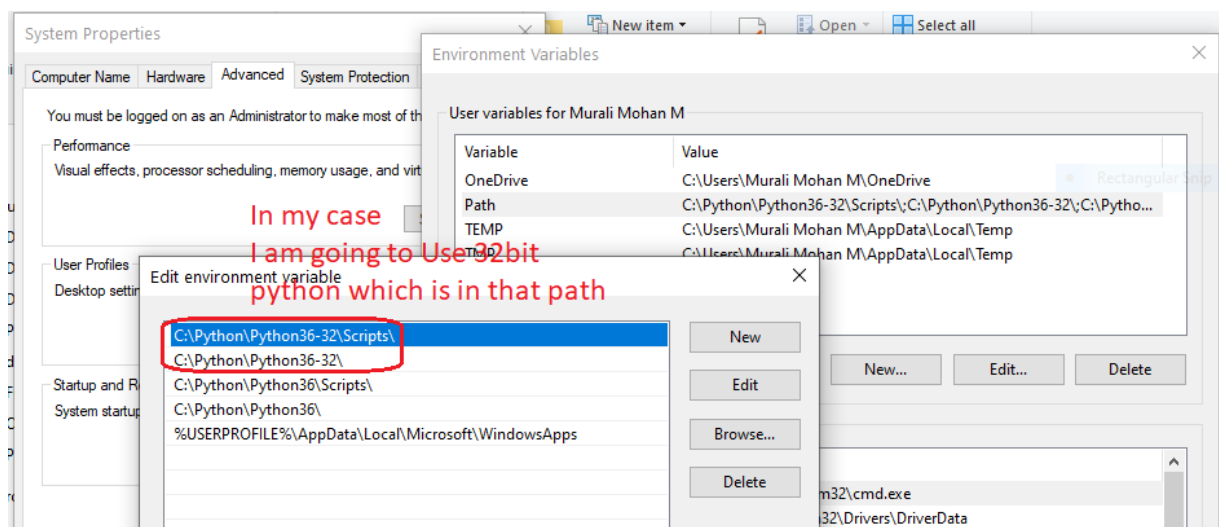 New item
Open
Select all
System Properties
Environment Variables
Computer Name Hardware Advanced System Protection
You must be logged on as an Administrator to make most of th
Performance
Visual effects, processor scheduling, memory usage, and virt
User variables for Murali Mohan M
Variable Value
OneDrive C:\Users\Murali Mohan M\OneDrive
Rectangular Snip
Path C:\Python\Python36-32\Scripts\;C:\Python\Python36-32\;C:\Pytho...
TEMP C:\Users\Murali Mohan M\AppData\Local\Temp
TMP C:\Users\Murali Mohan M\AppData\Local\Temp
In my case
I am going to Use 32bit
python which is in that path
User Profiles
Desktop settin
Edit environment variable
C:\Python\Python36-32\Scripts\
C:\Python\Python36-32\
C:\Python\Python36\Scripts\
C:\Python\Python36\
%USERPROFILE%\AppData\Local\Microsoft\WindowsApps
New
Edit
Browse...
Delete
Startup and R
System startup
New... Edit... Delete
m32\cmd.exe
32\Drivers\DriverData